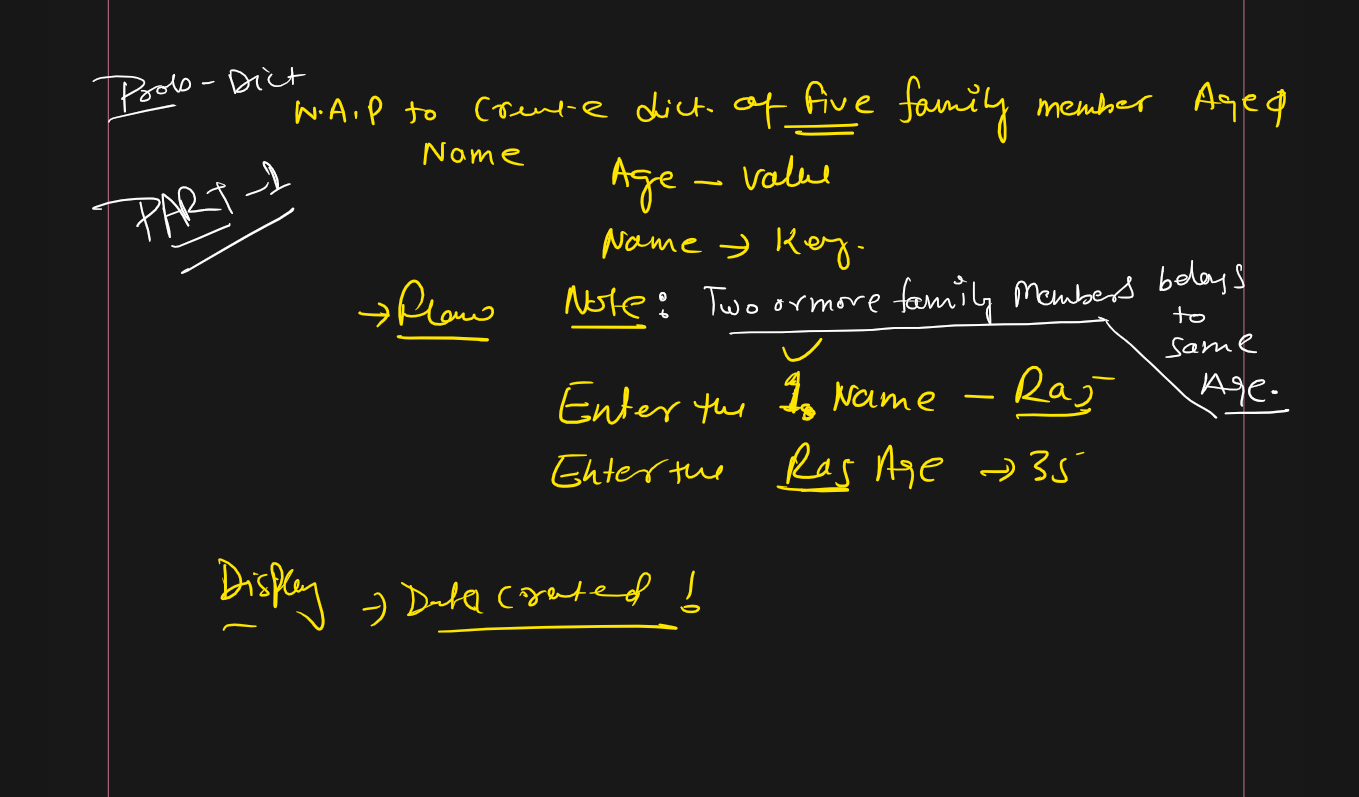 Prob - Dict
W.A.P to Create dict. of five family member Age &
Name
PART-1
Age - value
Name → Key.
→ Plan Note: Two or more family Members belongs
to
same
Age.
Enter the 1. Name - Raj
Enter the Raj Age → 35
Display → Data Created !